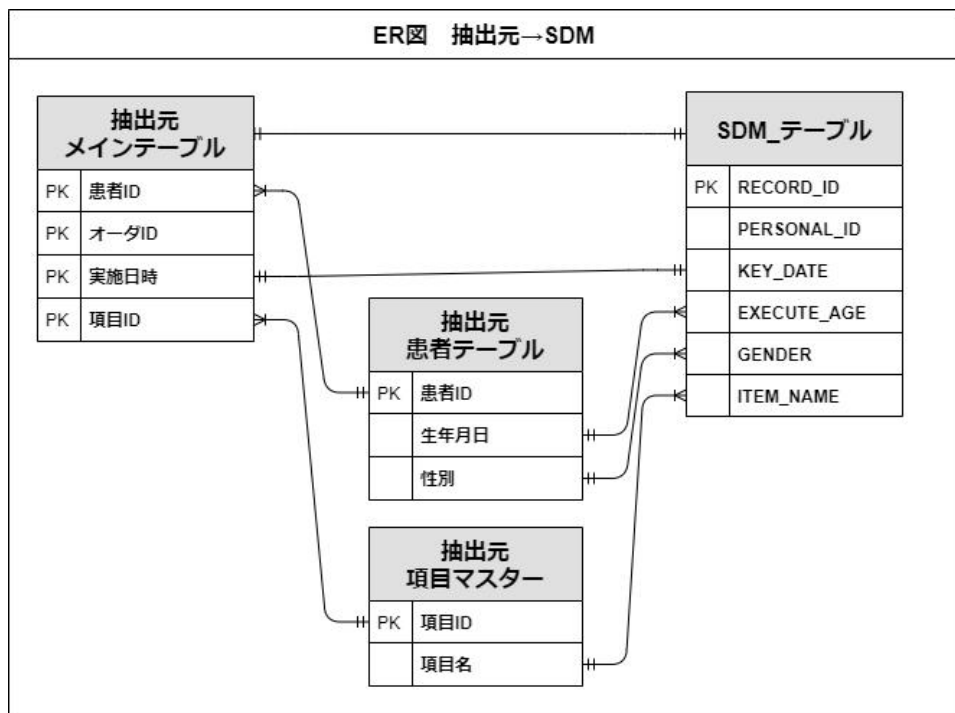 ER図　抽出元→SDM
抽出元
メインテーブル
PK 患者ID
PK オーダID
PK 実施日時
PK 項目ID
抽出元
患者テーブル
PK 患者ID
生年月日
性別
抽出元
項目マスター
PK 項目ID
項目名
SDM_テーブル
PK RECORD_ID
PERSONAL_ID
KEY_DATE
EXECUTE_AGE
GENDER
ITEM_NAME